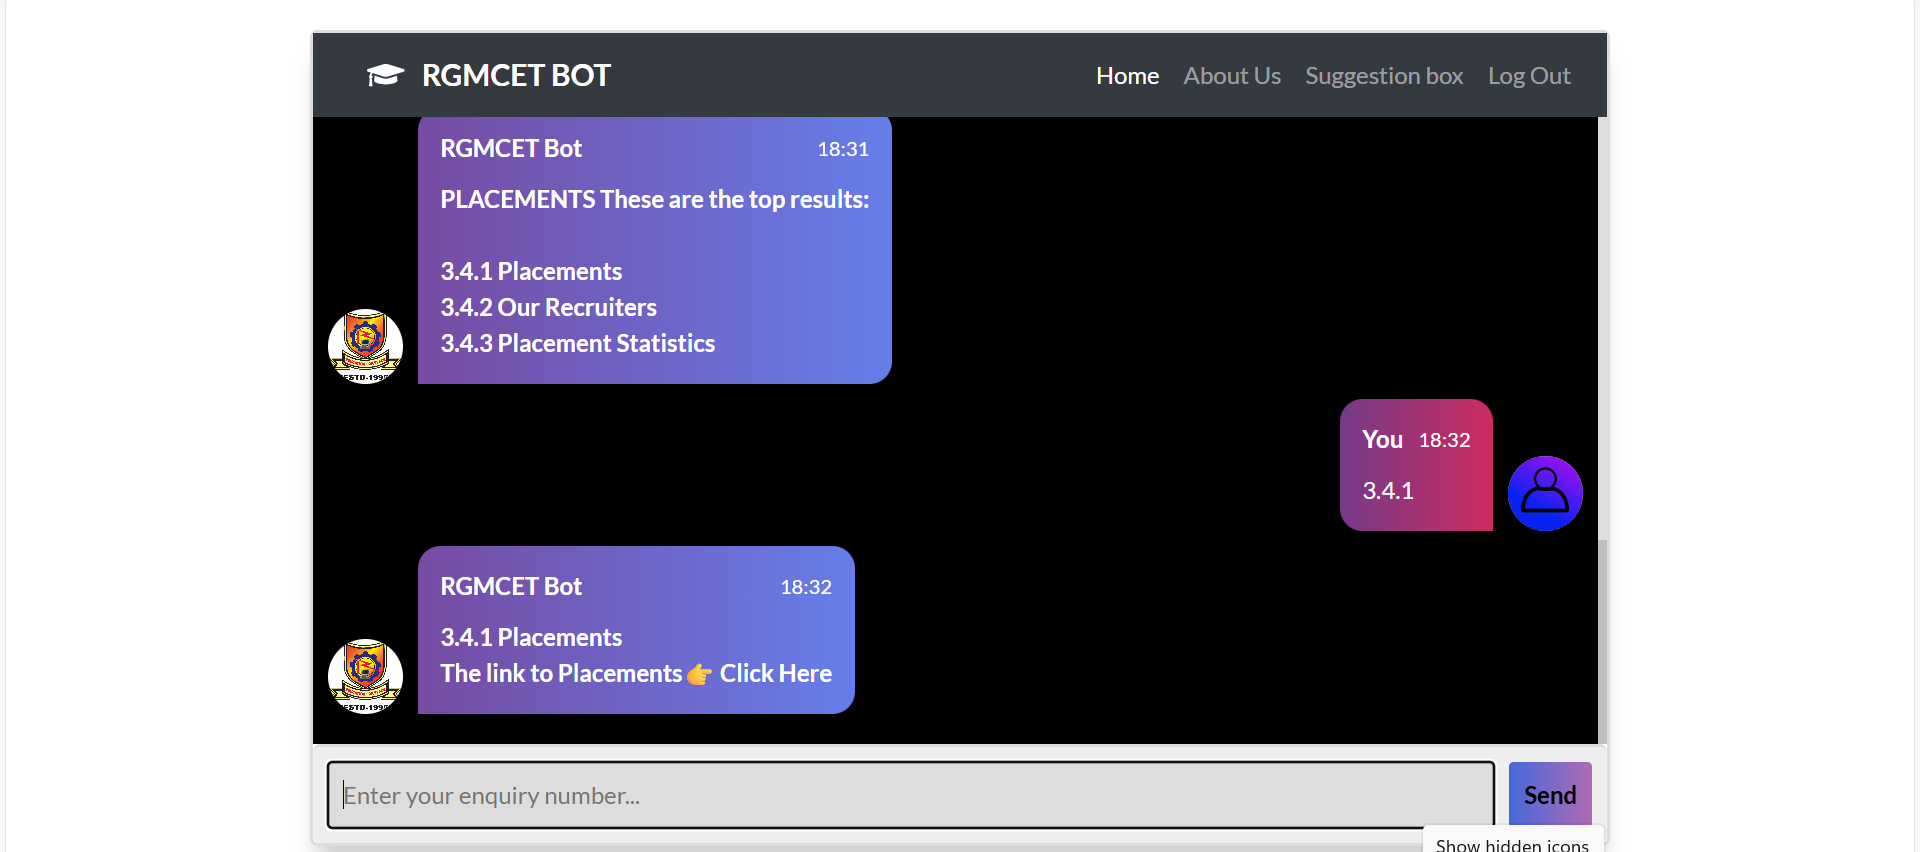 RGMCET BOT
Home About Us Suggestion box Log Out
RGMCET Bot 18:31
PLACEMENTS These are the top results:
3.4.1 Placements
3.4.2 Our Recruiters
3.4.3 Placement Statistics
ESTD-1995
You 18:32
3.4.1
RGMCET Bot 18:32
3.4.1 Placements
The link to Placements 👉 Click Here
ESTD-1995
Enter your enquiry number...
Send
Show hidden icons